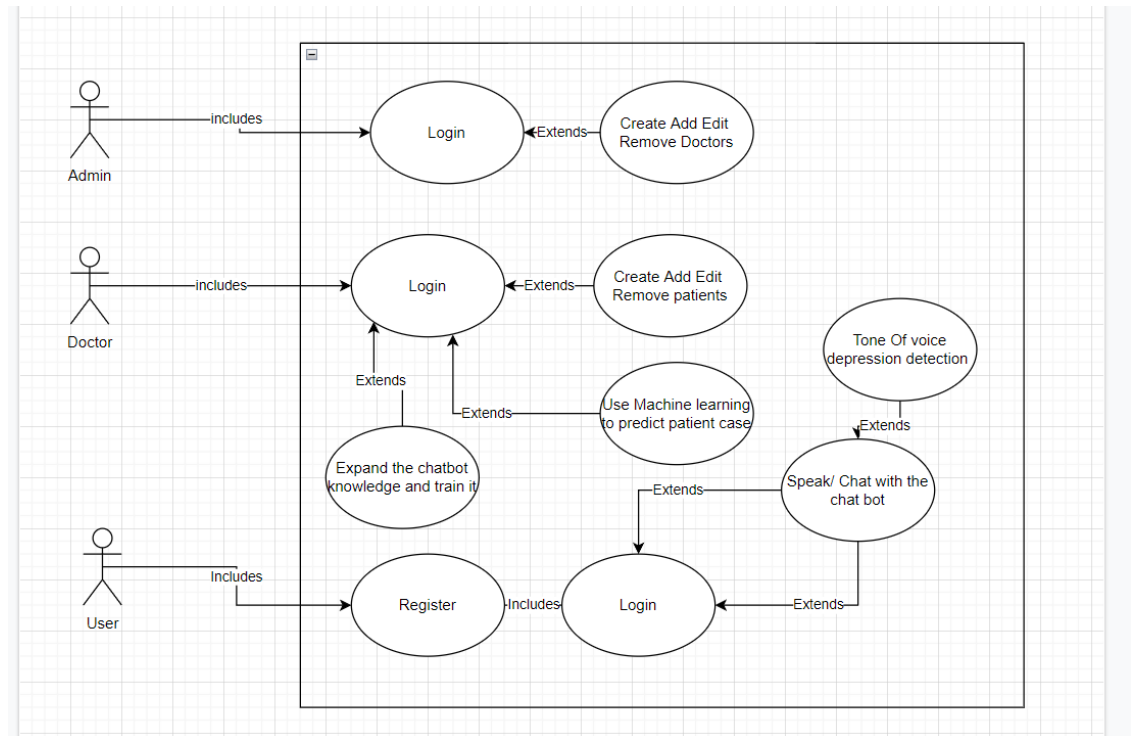 includes
Login
Extends
Create Add Edit
Remove Doctors
Admin
includes
Login
Extends
Create Add Edit
Remove patients
Doctor
Tone Of voice
depression detection
Extends
Extends
Use Machine learning
to predict patient case
Extends
Expand the chatbot
knowledge and train it
Extends
Speak/ Chat with the
chat bot
Includes
Register
Includes
Login
Extends
User